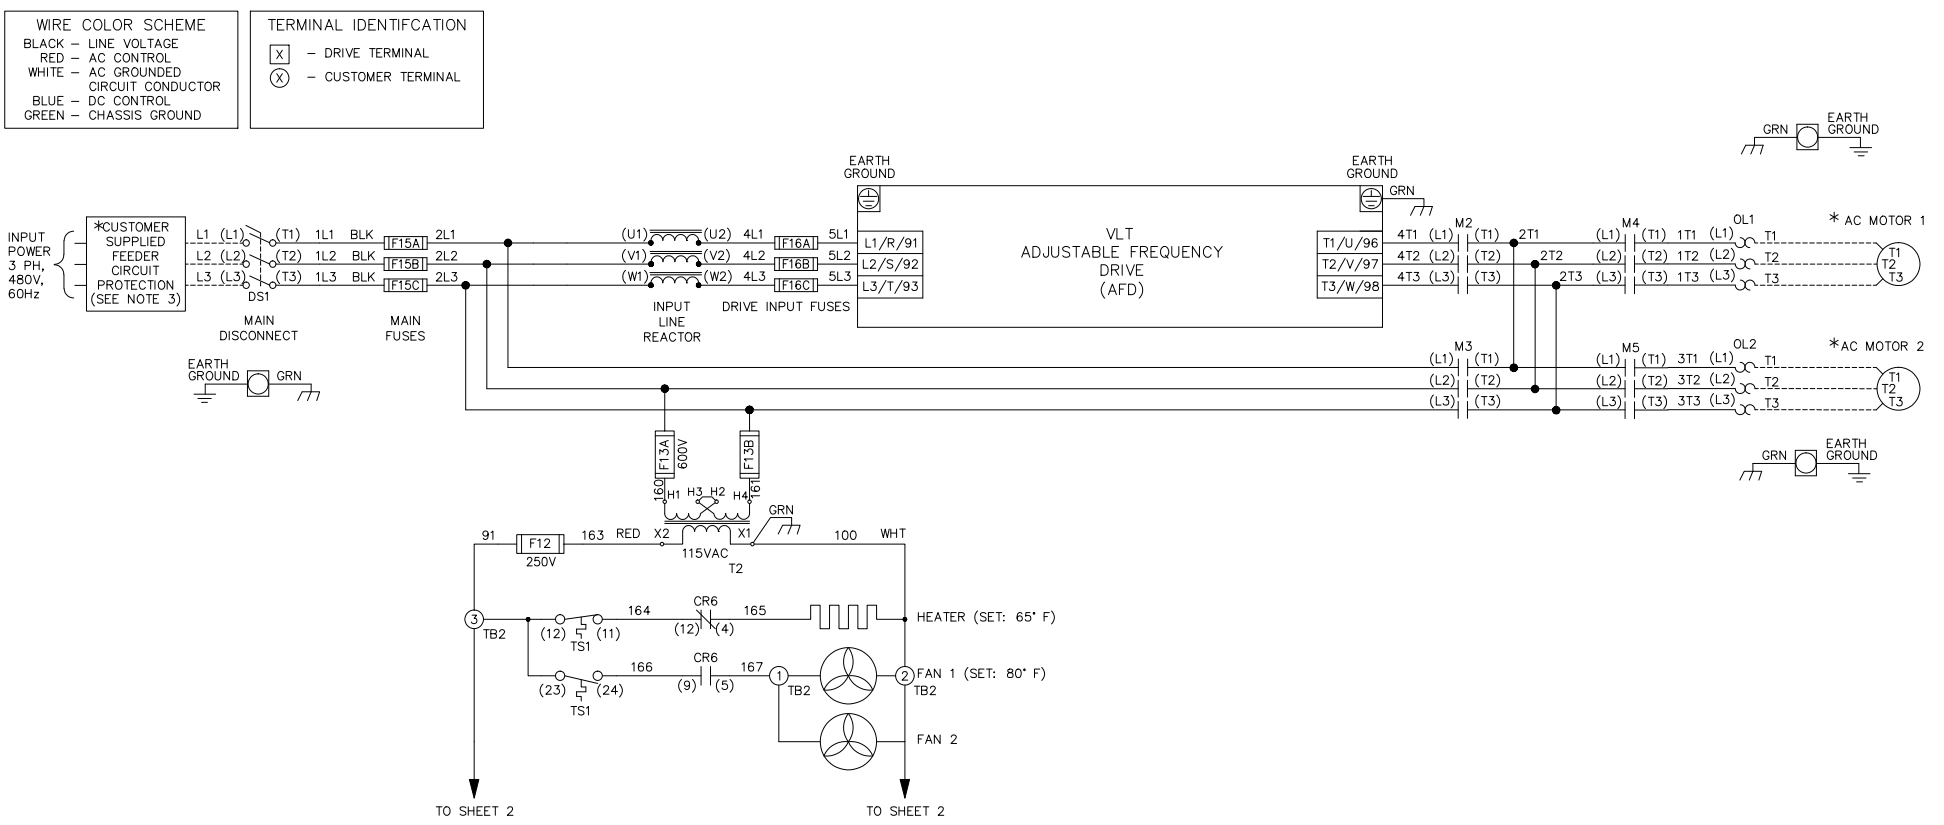 WIRE COLOR SCHEME
BLACK – LINE VOLTAGE
RED – AC CONTROL
WHITE – AC GROUNDED
CIRCUIT CONDUCTOR
BLUE – DC CONTROL
GREEN – CHASSIS GROUND
TERMINAL IDENTIFCATION
X – DRIVE TERMINAL
X – CUSTOMER TERMINAL
GRN EARTH
GROUND
EARTH
GROUND
EARTH
GROUND
GRN
INPUT
POWER
3 PH,
480V,
60Hz
*CUSTOMER
SUPPLIED
FEEDER
CIRCUIT
PROTECTION
(SEE NOTE 3)
L1 (L1) (T1) 1L1 BLK F15A 2L1
L2 (L2) (T2) 1L2 BLK F15B 2L2
L3 (L3) (T3) 1L3 BLK F15C 2L3
DS1
MAIN
DISCONNECT
MAIN
FUSES
(U1) (U2) 4L1 F16A 5L1
(V1) (V2) 4L2 F16B 5L2
(W1) (W2) 4L3 F16C 5L3
INPUT
LINE
REACTOR
DRIVE INPUT FUSES
L1/R/91
L2/S/92
L3/T/93
VLT
ADJUSTABLE FREQUENCY
DRIVE
(AFD)
T1/U/96
T2/V/97
T3/W/98
M2 M4 OL1 * AC MOTOR 1
4T1 (L1) (T1) 2T1 (L1) (T1) 1T1 (L1) T1
4T2 (L2) (T2) 2T2 (L2) (T2) 1T2 (L2) T2
4T3 (L3) (T3) 2T3 (L3) (T3) 1T3 (L3) T3
T1
T2
T3
M3 M5 OL2 *AC MOTOR 2
(L1) (T1) (L1) (T1) 3T1 (L1) T1
(L2) (T2) (L2) (T2) 3T2 (L2) T2
(L3) (T3) (L3) (T3) 3T3 (L3) T3
T1
T2
T3
EARTH
GROUND GRN
GRN EARTH
GROUND
F13A
600V
F13B
160
161
H1 H3 H2 H4
GRN
91 F12 163 RED X2 X1 100 WHT
250V
115VAC
T2
3
TB2
(12) (11) 164 CR6 165
TS1
(12) (4)
HEATER (SET: 65° F)
(23) (24) 166 CR6 167
TS1
(9) (5)
1
TB2
2
TB2
FAN 1 (SET: 80° F)
FAN 2
TO SHEET 2
TO SHEET 2